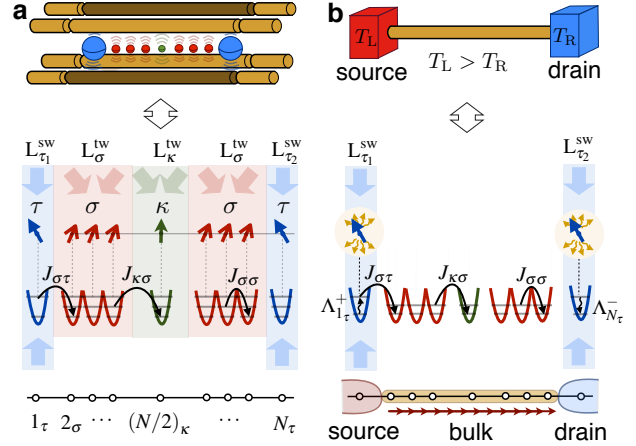 a
L^sw_τ1 L^tw_σ L^tw_κ L^tw_σ L^sw_τ2
τ σ κ σ τ
J_στ J_κσ J_σσ
1_τ 2_σ ··· (N/2)_κ ··· N_τ
b
T_L T_R
source T_L > T_R drain
L^sw_τ1 L^sw_τ2
J_στ J_κσ J_σσ
Λ^+_1τ Λ^-_Nτ
source bulk drain